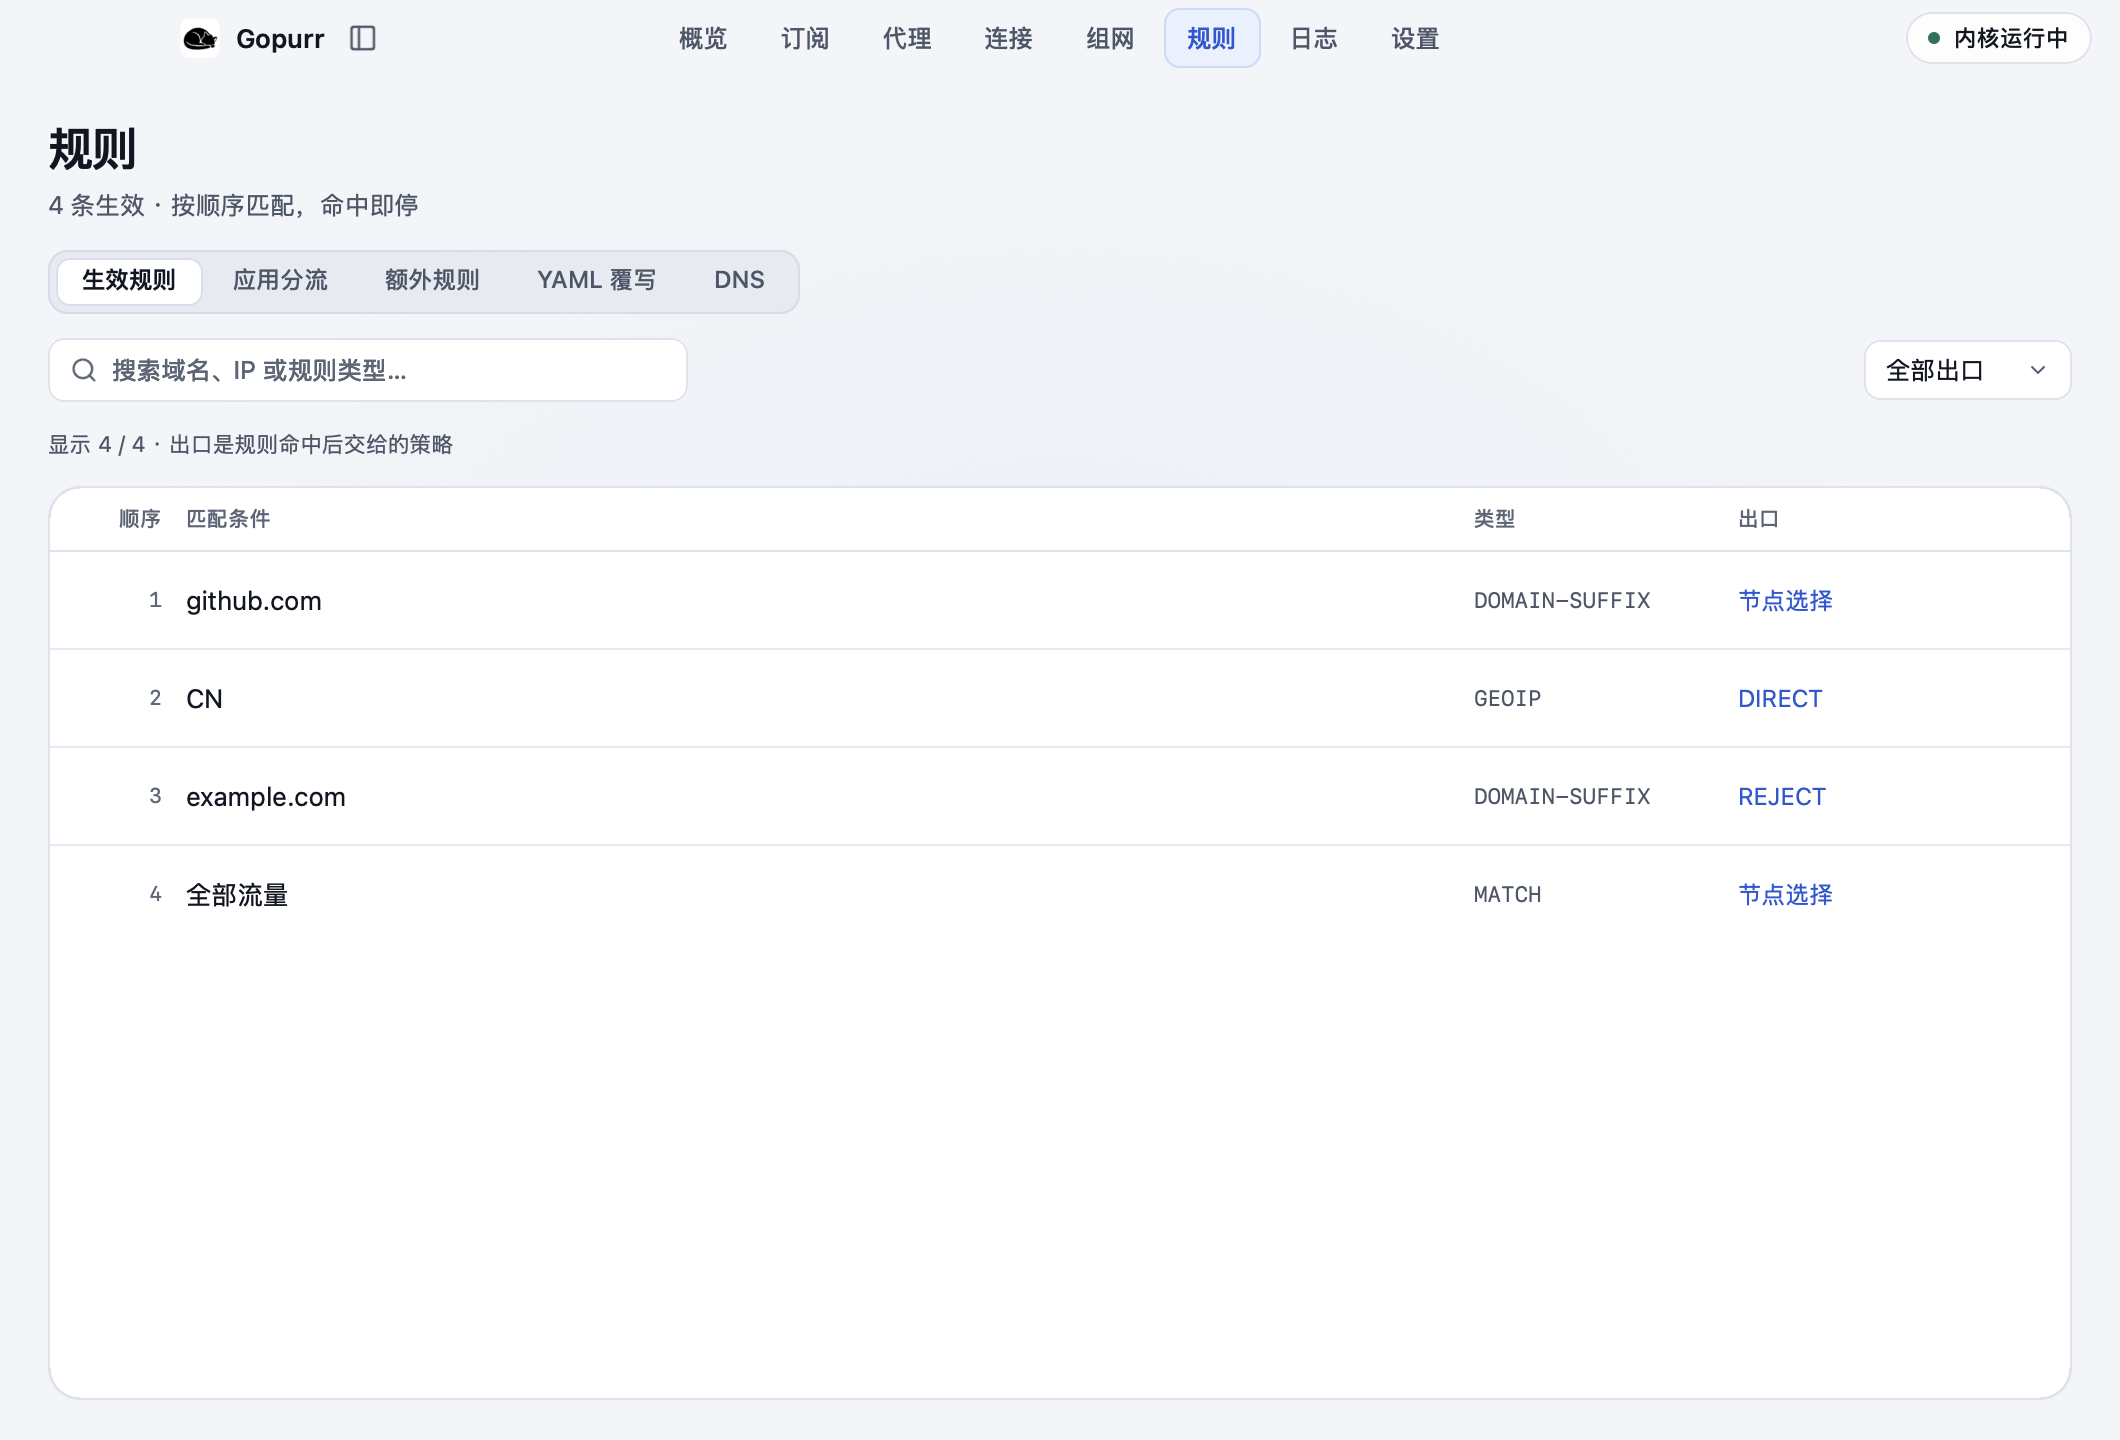 Gopurr 概览 订阅 代理 连接 组网 规则 日志 设置 内核运行中
规则
4 条生效 · 按顺序匹配，命中即停
生效规则 应用分流 额外规则 YAML 覆写 DNS
搜索域名、IP 或规则类型... 全部出口
显示 4 / 4 · 出口是规则命中后交给的策略
顺序 匹配条件 类型 出口
1 github.com DOMAIN-SUFFIX 节点选择
2 CN GEOIP DIRECT
3 example.com DOMAIN-SUFFIX REJECT
4 全部流量 MATCH 节点选择